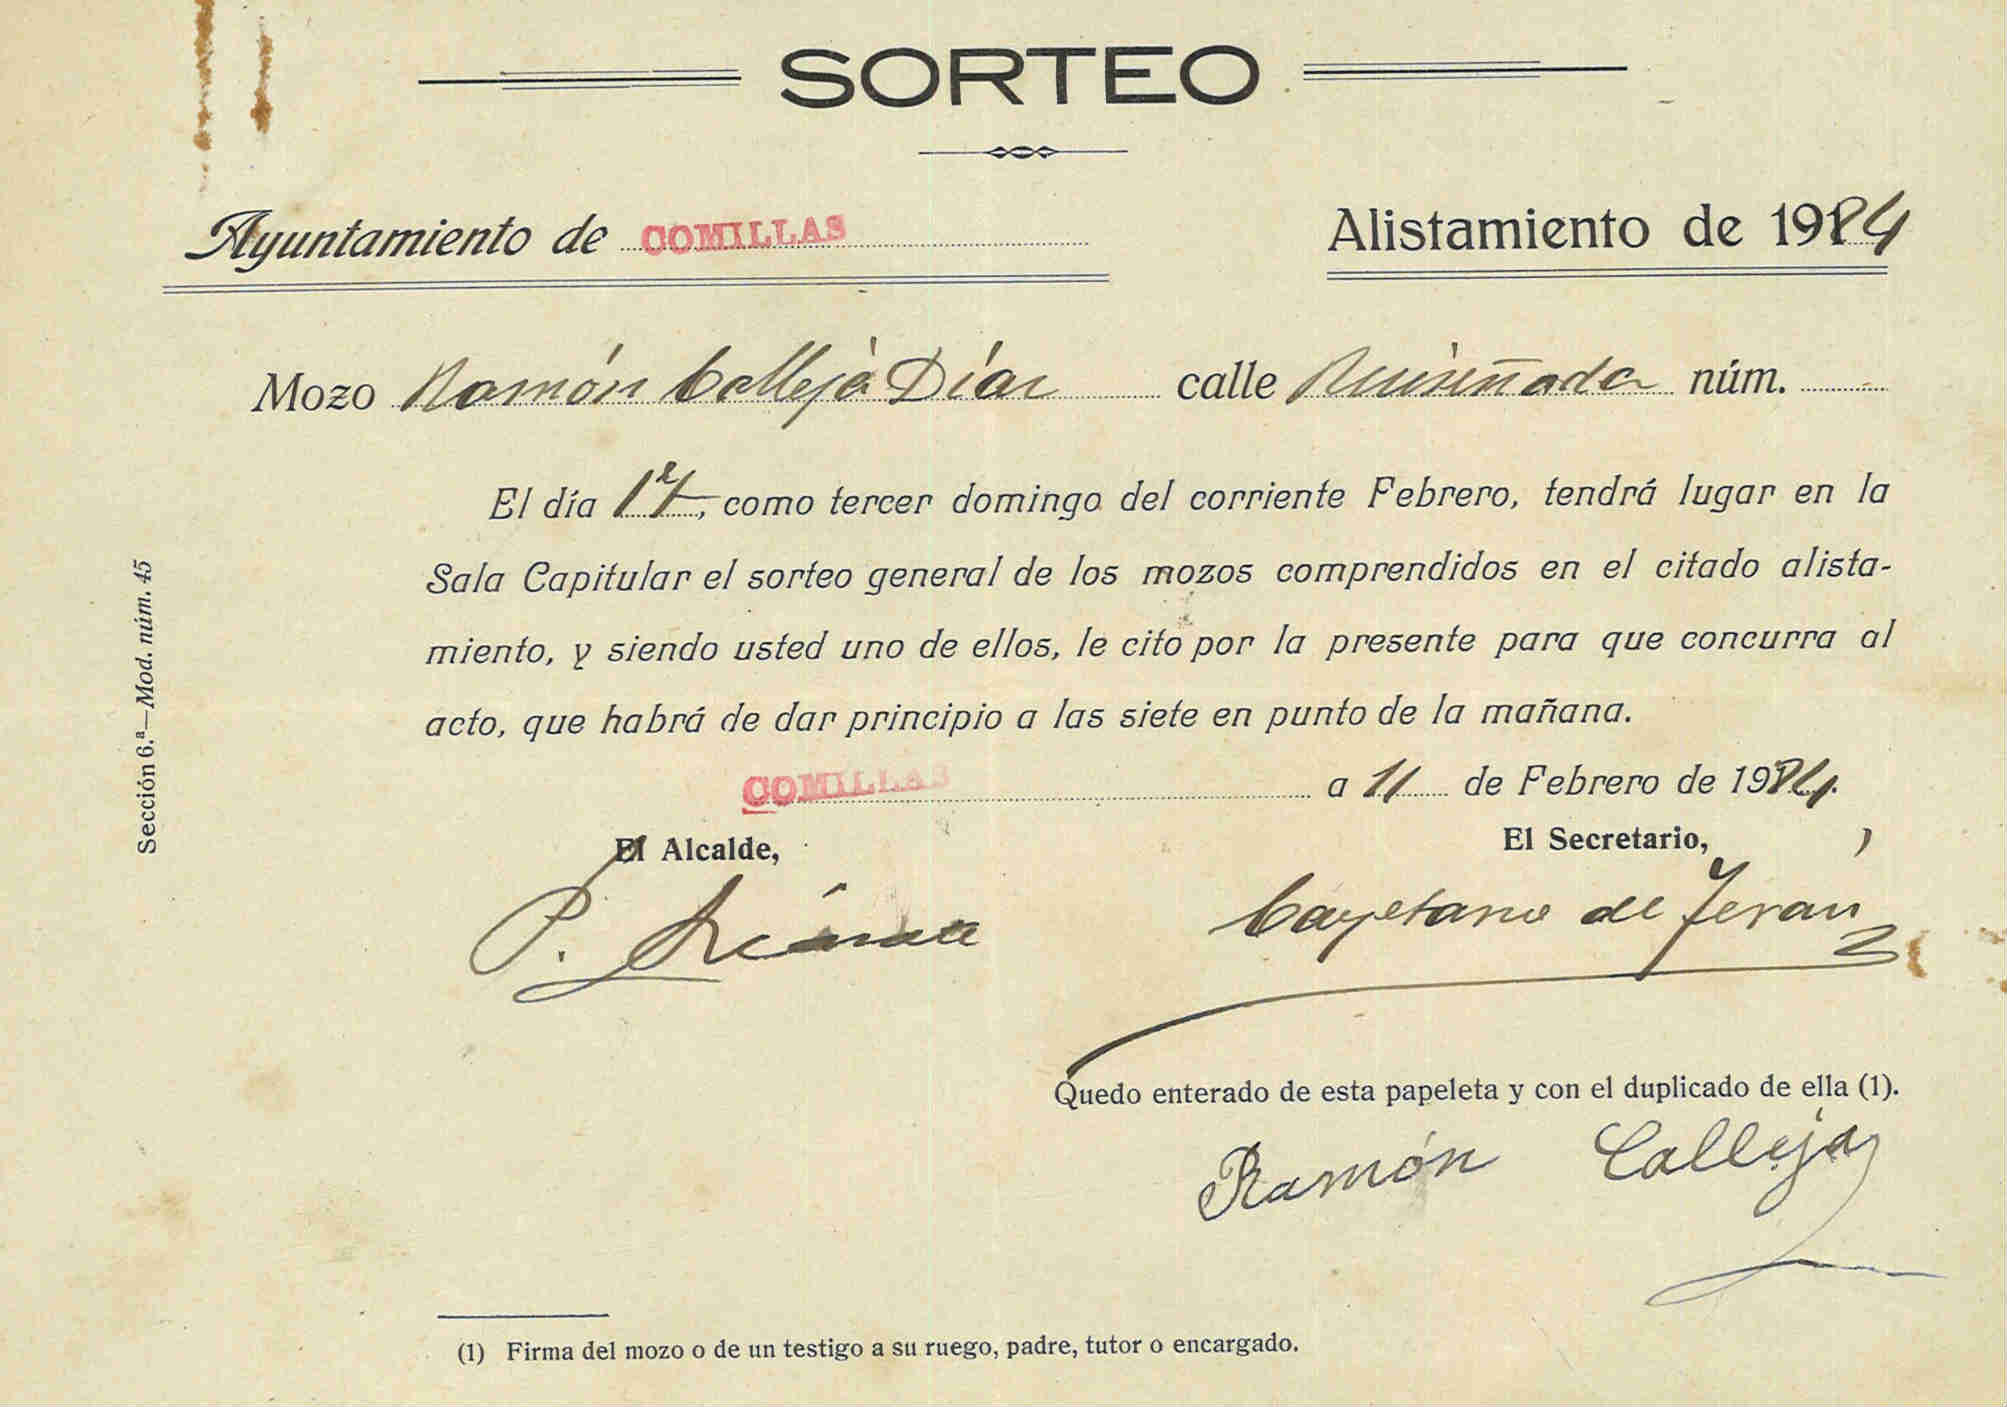 SORTEO
Ayuntamiento de COMILLAS
Alistamiento de 1924
Mozo Ramón Calleja Díaz calle Ruiseñada núm.
El día 17, como tercer domingo del corriente Febrero, tendrá lugar en la
Sala Capitular el sorteo general de los mozos comprendidos en el citado alista-
miento, y siendo usted uno de ellos, le cito por la presente para que concurra al
acto, que habrá de dar principio a las siete en punto de la mañana.
COMILLAS a 11 de Febrero de 1924.
El Alcalde,
El Secretario,
P.
Cayetano de Terán
Quedo enterado de esta papeleta y con el duplicado de ella (1).
Ramón Calleja
(1) Firma del mozo o de un testigo a su ruego, padre, tutor o encargado.
Sección 6.ª—Mod. núm. 45